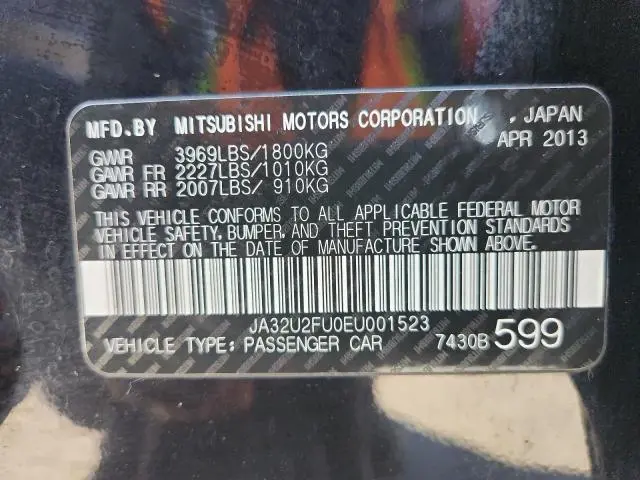 MFD.BY MITSUBISHI MOTORS CORPORATION , JAPAN
APR 2013
GVWR 3969LBS/1800KG
GAWR FR 2227LBS/1010KG
GAWR RR 2007LBS/ 910KG
THIS VEHICLE CONFORMS TO ALL APPLICABLE FEDERAL MOTOR
VEHICLE SAFETY, BUMPER, AND THEFT PREVENTION STANDARDS
IN EFFECT ON THE DATE OF MANUFACTURE SHOWN ABOVE.
JA32U2FU0EU001523
VEHICLE TYPE: PASSENGER CAR 7430B 599